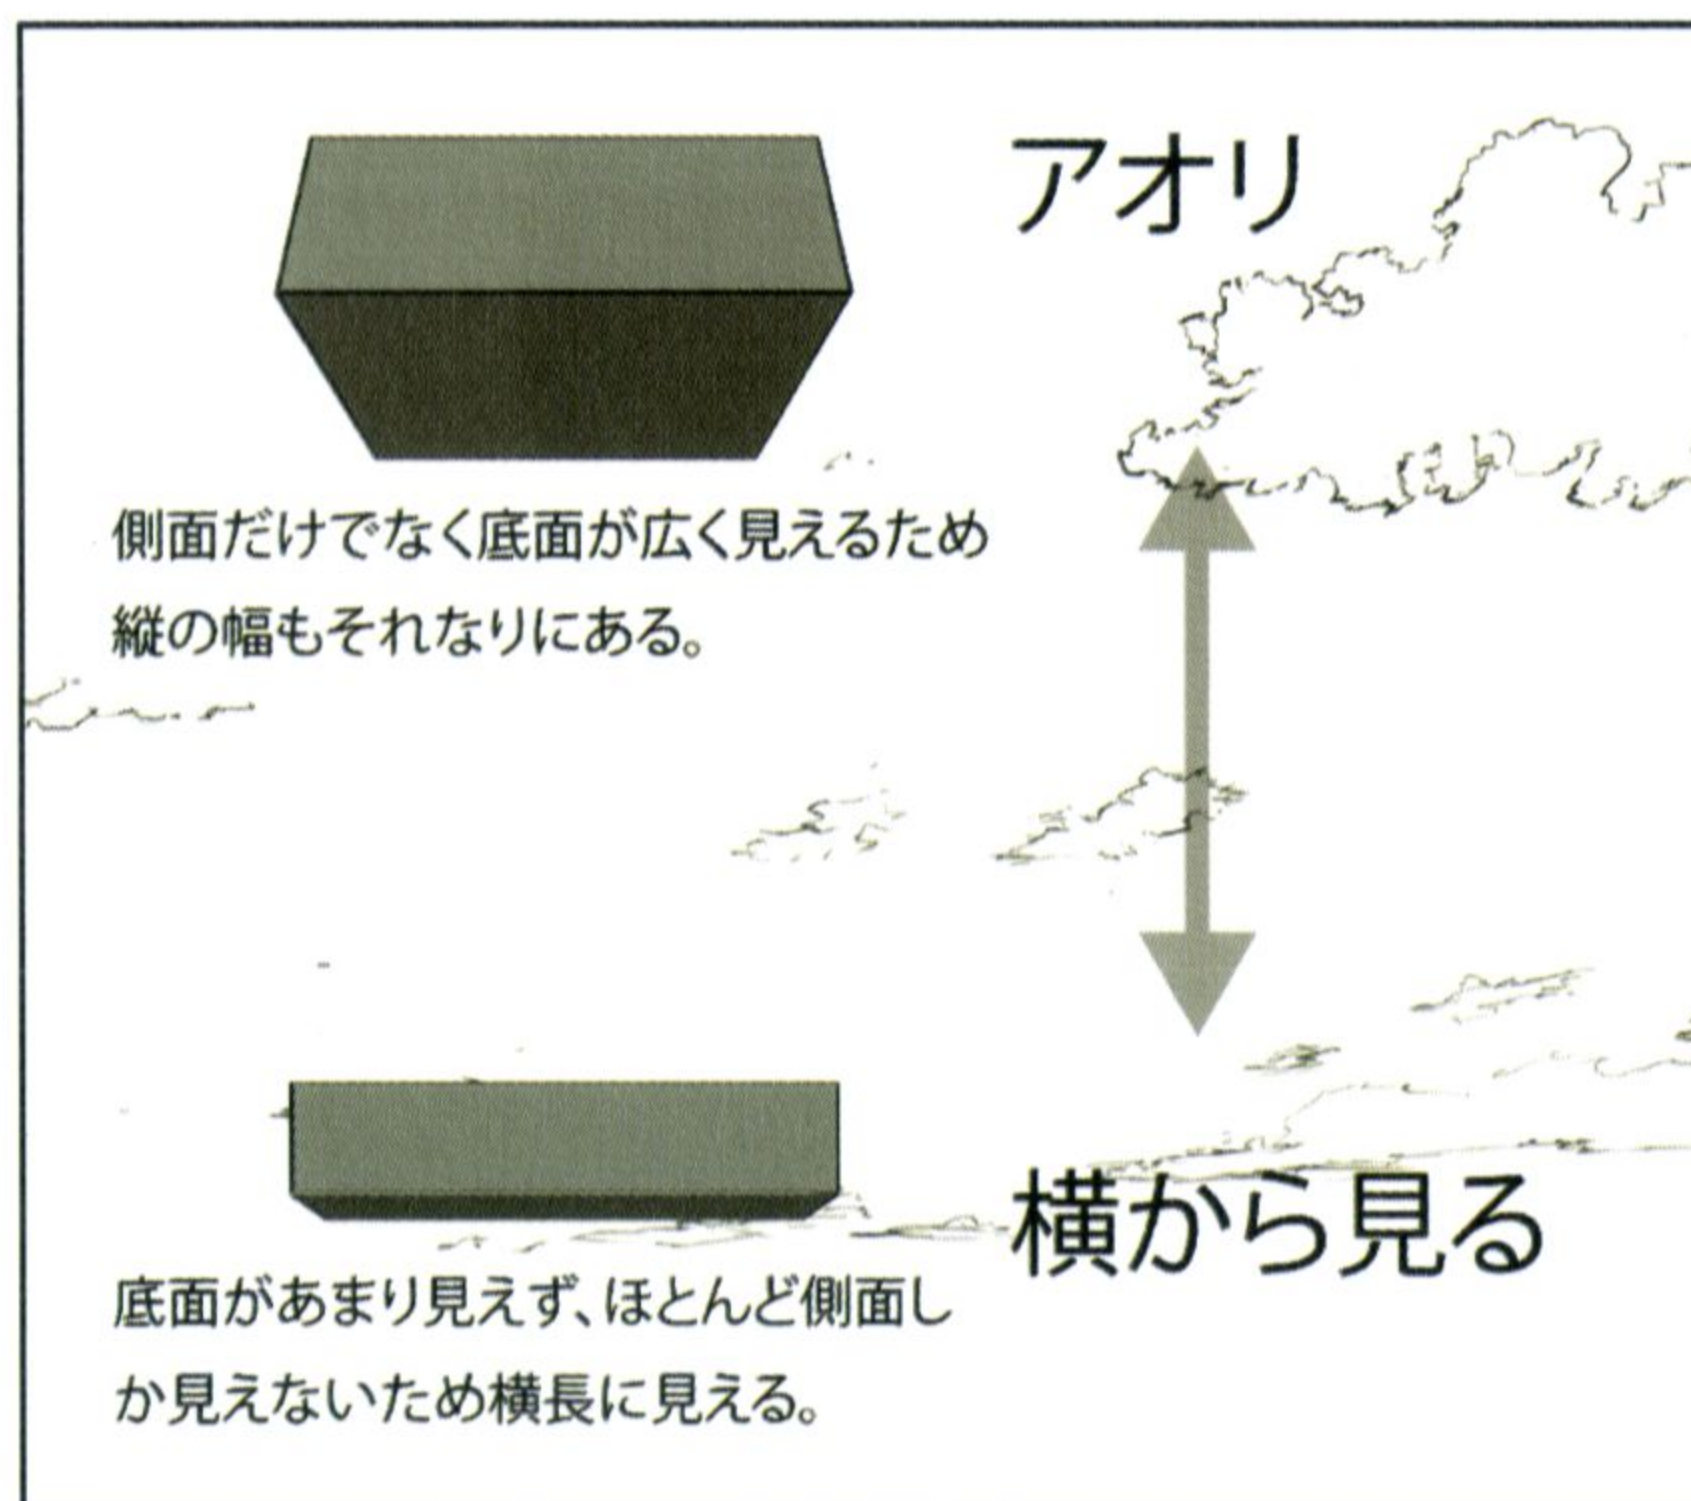 アオリ
側面だけでなく底面が広く見えるため
縦の幅もそれなりにある。
横から見る
底面があまり見えず、ほとんど側面し
か見えないため横長に見える。